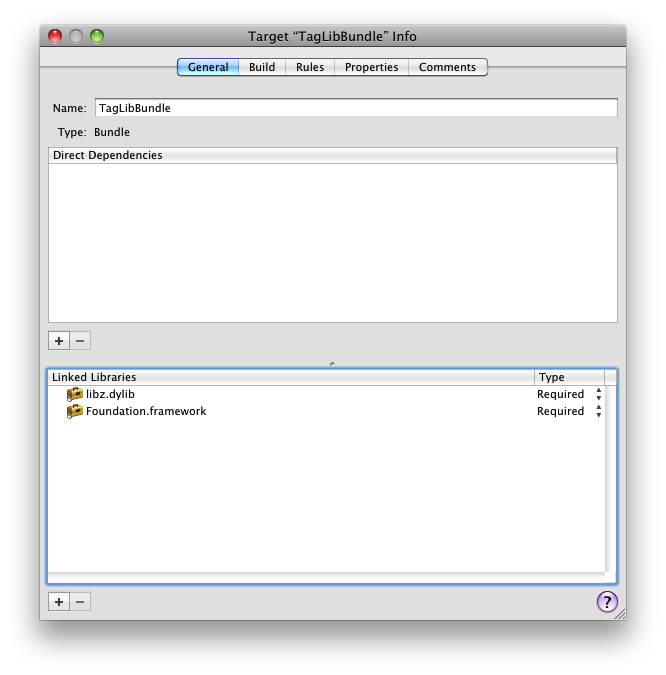 Target “TagLibBundle” Info
General Build Rules Properties Comments
Name: TagLibBundle
Type: Bundle
Direct Dependencies
+ −
Linked Libraries Type
libz.dylib Required
Foundation.framework Required
+ − ?